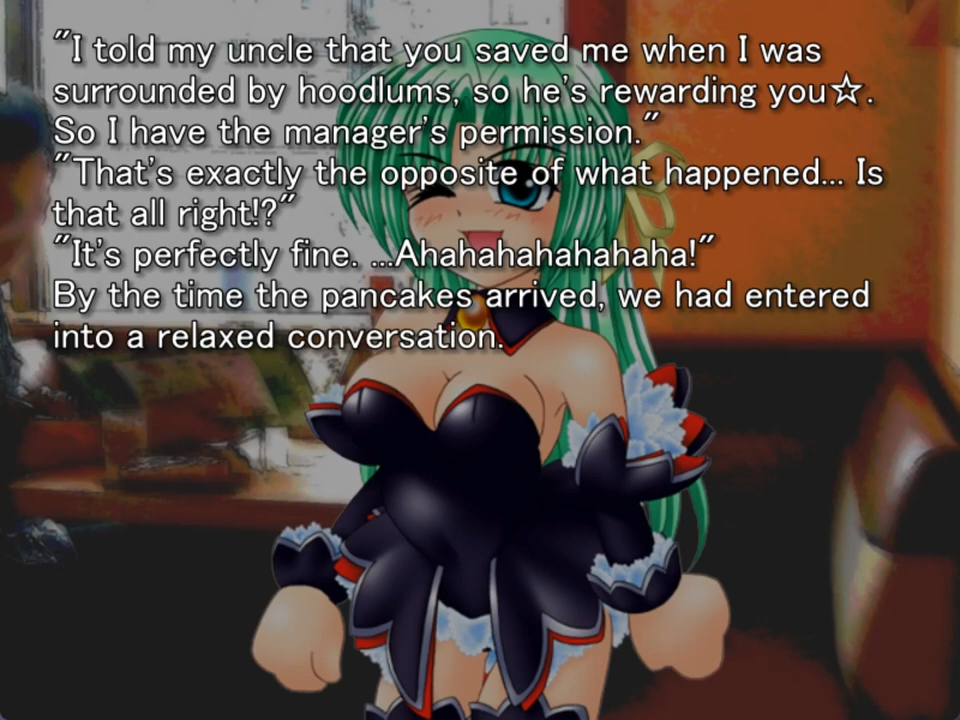 "I told my uncle that you saved me when I was
surrounded by hoodlums, so he's rewarding you☆.
So I have the manager's permission."
"That's exactly the opposite of what happened... Is
that all right!?"
"It's perfectly fine. ...Ahahahahahahaha!"
By the time the pancakes arrived, we had entered
into a relaxed conversation.